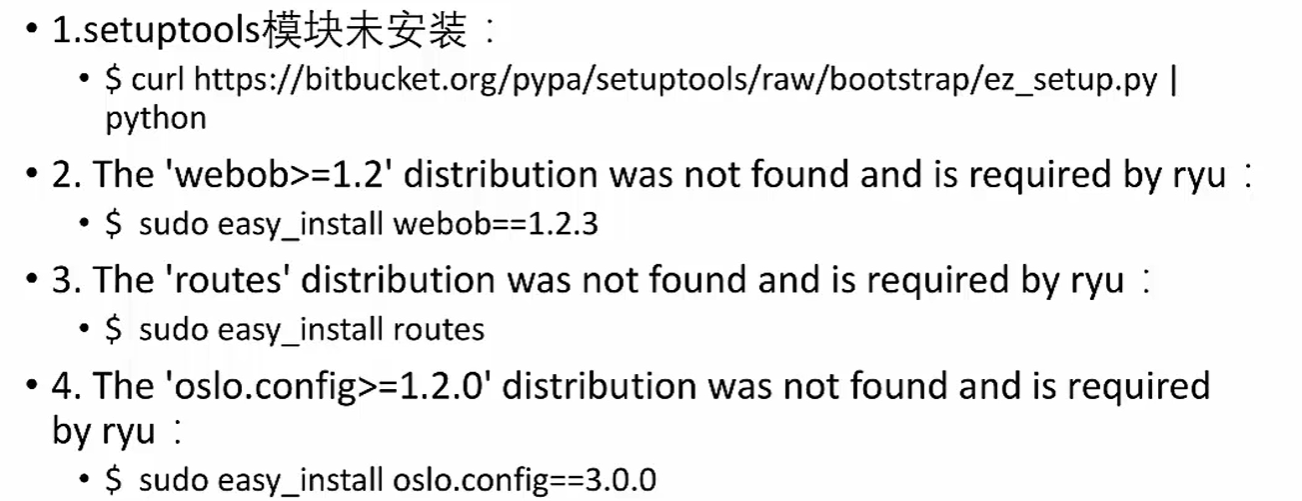 • 1.setuptools模块未安装：
• $ curl https://bitbucket.org/pypa/setuptools/raw/bootstrap/ez_setup.py |
python
• 2. The 'webob>=1.2' distribution was not found and is required by ryu：
• $ sudo easy_install webob==1.2.3
• 3. The 'routes' distribution was not found and is required by ryu：
• $ sudo easy_install routes
• 4. The 'oslo.config>=1.2.0' distribution was not found and is required
by ryu：
• $ sudo easy_install oslo.config==3.0.0